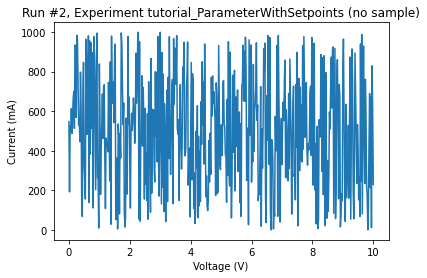 Run #2, Experiment tutorial_ParameterWithSetpoints (no sample)
1000
800
600
400
200
0
Current (mA)
0 2 4 6 8 10
Voltage (V)